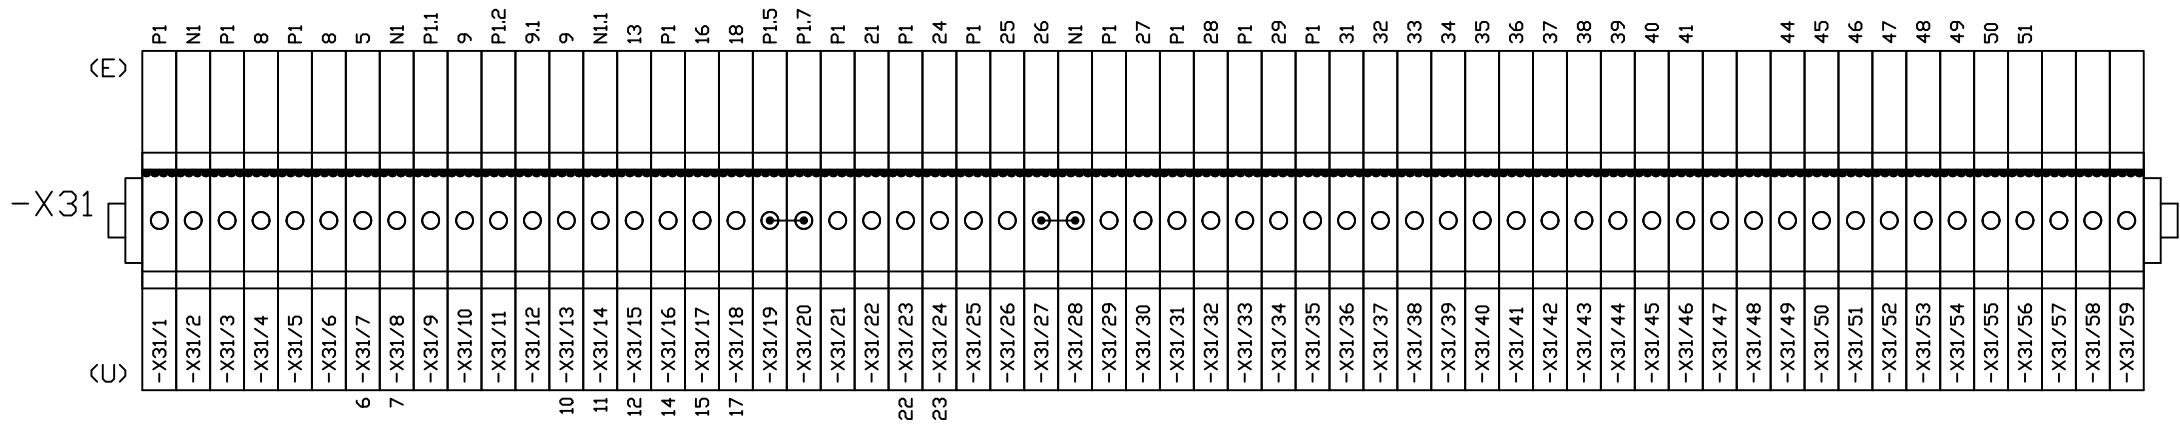 P1 N1 P1 8 P1 8 5 N1 P1.1 9 P1.2 9.1 9 N1.1 13 P1 16 18 P1.5 P1.7 P1 21 P1 24 P1 25 26 N1 P1 27 P1 28 P1 29 P1 31 32 33 34 35 36 37 38 39 40 41 44 45 46 47 48 49 50 51
(E)
-X31
(U)
-X31/1 -X31/2 -X31/3 -X31/4 -X31/5 -X31/6 -X31/7 -X31/8 -X31/9 -X31/10 -X31/11 -X31/12 -X31/13 -X31/14 -X31/15 -X31/16 -X31/17 -X31/18 -X31/19 -X31/20 -X31/21 -X31/22 -X31/23 -X31/24 -X31/25 -X31/26 -X31/27 -X31/28 -X31/29 -X31/30 -X31/31 -X31/32 -X31/33 -X31/34 -X31/35 -X31/36 -X31/37 -X31/38 -X31/39 -X31/40 -X31/41 -X31/42 -X31/43 -X31/44 -X31/45 -X31/46 -X31/47 -X31/48 -X31/49 -X31/50 -X31/51 -X31/52 -X31/53 -X31/54 -X31/55 -X31/56 -X31/57 -X31/58 -X31/59
6 7 10 11 12 14 15 17 22 23